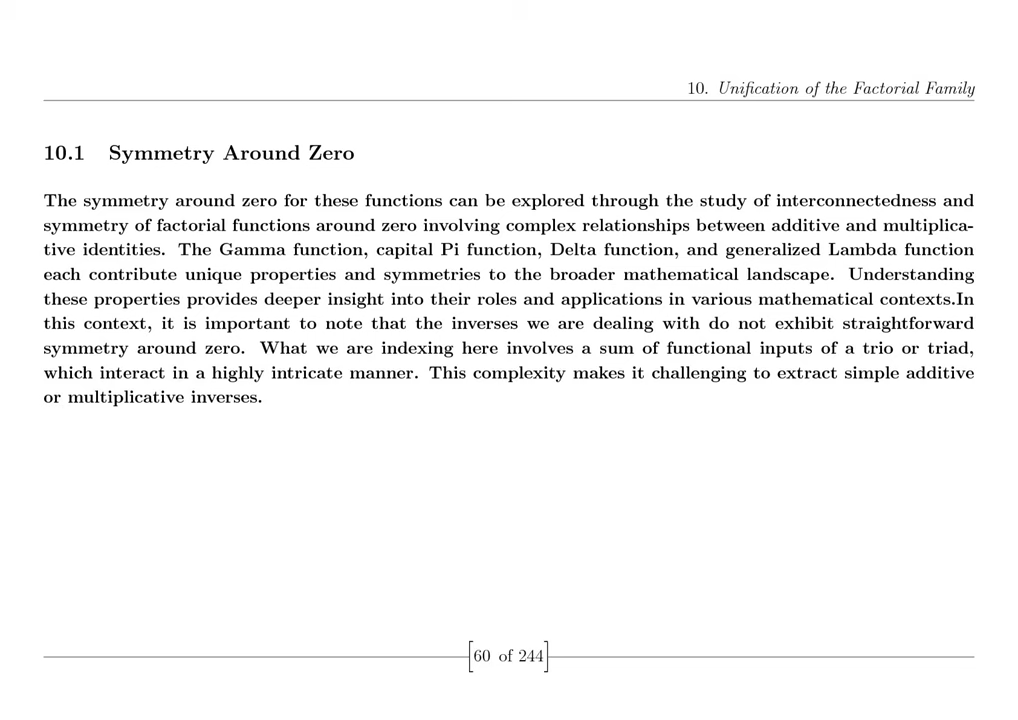 10. Unification of the Factorial Family
10.1 Symmetry Around Zero
The symmetry around zero for these functions can be explored through the study of interconnectedness and
symmetry of factorial functions around zero involving complex relationships between additive and multiplica-
tive identities. The Gamma function, capital Pi function, Delta function, and generalized Lambda function
each contribute unique properties and symmetries to the broader mathematical landscape. Understanding
these properties provides deeper insight into their roles and applications in various mathematical contexts.In
this context, it is important to note that the inverses we are dealing with do not exhibit straightforward
symmetry around zero. What we are indexing here involves a sum of functional inputs of a trio or triad,
which interact in a highly intricate manner. This complexity makes it challenging to extract simple additive
or multiplicative inverses.
[60 of 244]